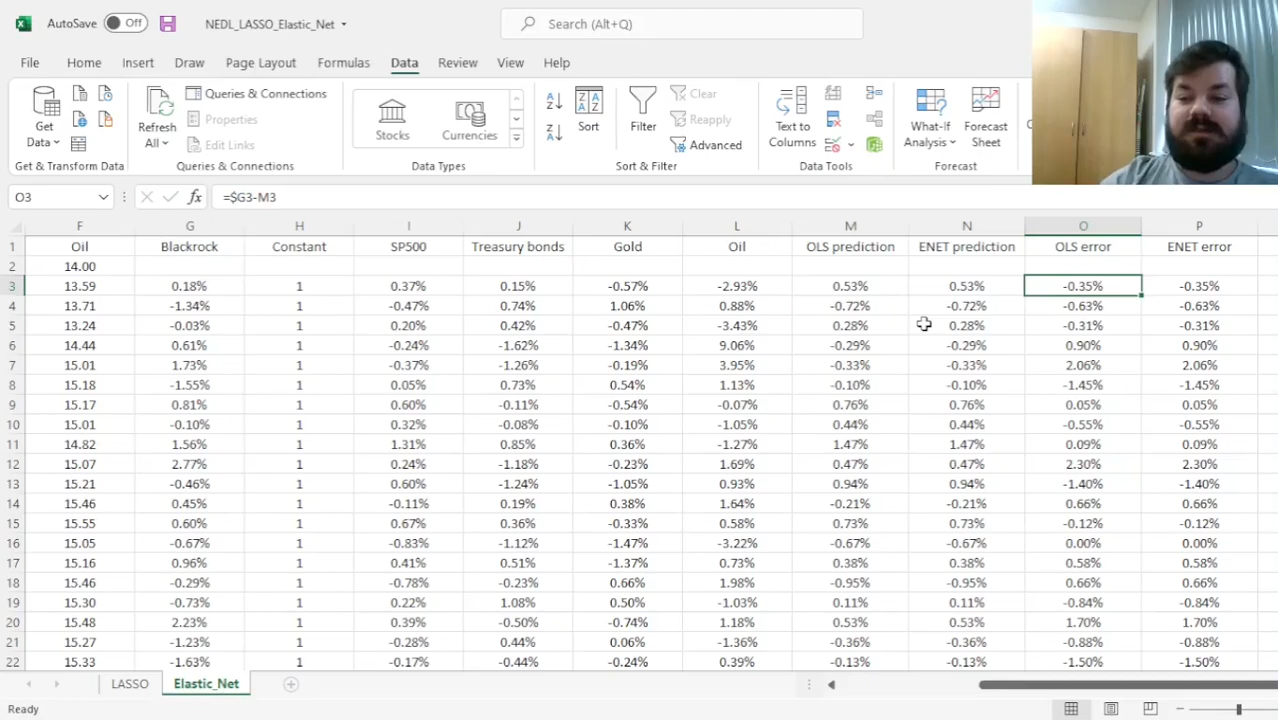 AutoSave Off NEDL_LASSO_Elastic_Net Search (Alt+Q)
File Home Insert Draw Page Layout Formulas Data Review View Help
Get Data Refresh All Queries & Connections Properties Edit Links Stocks Currencies Sort Filter Clear Reapply Advanced Text to Columns What-If Analysis Forecast Sheet
Get & Transform Data Queries & Connections Data Types Sort & Filter Data Tools Forecast
O3 fx =$G3-M3
F G H I J K L M N O P
1 Oil Blackrock Constant SP500 Treasury bonds Gold Oil OLS prediction ENET prediction OLS error ENET error
2 14.00
3 13.59 0.18% 1 0.37% 0.15% -0.57% -2.93% 0.53% 0.53% -0.35% -0.35%
4 13.71 -1.34% 1 -0.47% 0.74% 1.06% 0.88% -0.72% -0.72% -0.63% -0.63%
5 13.24 -0.03% 1 0.20% 0.42% -0.47% -3.43% 0.28% 0.28% -0.31% -0.31%
6 14.44 0.61% 1 -0.24% -1.62% -1.34% 9.06% -0.29% -0.29% 0.90% 0.90%
7 15.01 1.73% 1 -0.37% -1.26% -0.19% 3.95% -0.33% -0.33% 2.06% 2.06%
8 15.18 -1.55% 1 0.05% 0.73% 0.54% 1.13% -0.10% -0.10% -1.45% -1.45%
9 15.17 0.81% 1 0.60% -0.11% -0.54% -0.07% 0.76% 0.76% 0.05% 0.05%
10 15.01 -0.10% 1 0.32% -0.08% -0.10% -1.05% 0.44% 0.44% -0.55% -0.55%
11 14.82 1.56% 1 1.31% 0.85% 0.36% -1.27% 1.47% 1.47% 0.09% 0.09%
12 15.07 2.77% 1 0.24% -1.18% -0.23% 1.69% 0.47% 0.47% 2.30% 2.30%
13 15.21 -0.46% 1 0.60% -1.24% -1.05% 0.93% 0.94% 0.94% -1.40% -1.40%
14 15.46 0.45% 1 -0.11% 0.19% 0.38% 1.64% -0.21% -0.21% 0.66% 0.66%
15 15.55 0.60% 1 0.67% 0.36% -0.33% 0.58% 0.73% 0.73% -0.12% -0.12%
16 15.05 -0.67% 1 -0.83% -1.12% -1.47% -3.22% -0.67% -0.67% 0.00% 0.00%
17 15.16 0.96% 1 0.41% 0.51% -1.37% 0.73% 0.38% 0.38% 0.58% 0.58%
18 15.46 -0.29% 1 -0.78% -0.23% 0.66% 1.98% -0.95% -0.95% 0.66% 0.66%
19 15.30 -0.73% 1 0.22% 1.08% 0.50% -1.03% 0.11% 0.11% -0.84% -0.84%
20 15.48 2.23% 1 0.39% -0.50% -0.74% 1.18% 0.53% 0.53% 1.70% 1.70%
21 15.27 -1.23% 1 -0.28% 0.44% 0.06% -1.36% -0.36% -0.36% -0.88% -0.88%
22 15.33 -1.63% 1 -0.17% -0.44% -0.24% 0.39% -0.13% -0.13% -1.50% -1.50%
LASSO Elastic_Net
Ready